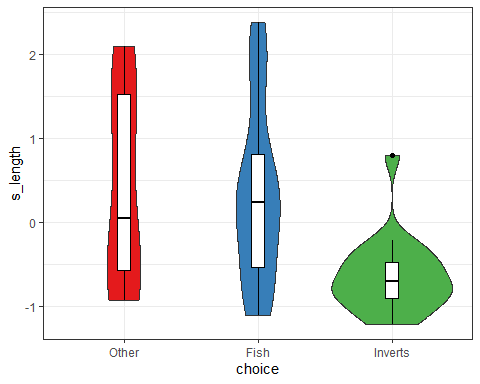 2
1
0
-1
s_length
Other Fish Inverts
choice